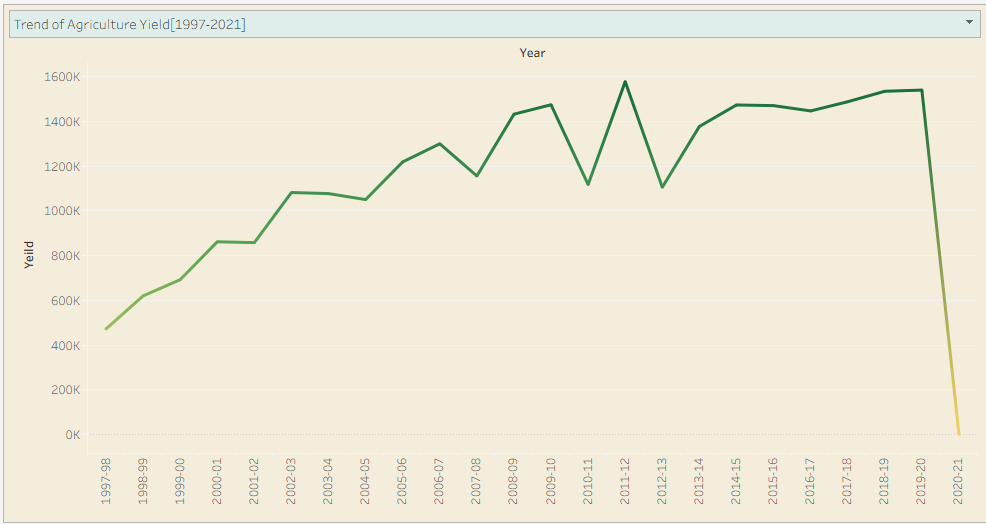 Trend of Agriculture Yield[1997-2021]
Year
1600K
1400K
1200K
1000K
800K
600K
400K
200K
0K
Yeild
1997-98
1998-99
1999-00
2000-01
2001-02
2002-03
2003-04
2004-05
2005-06
2006-07
2007-08
2008-09
2009-10
2010-11
2011-12
2012-13
2013-14
2014-15
2015-16
2016-17
2017-18
2018-19
2019-20
2020-21